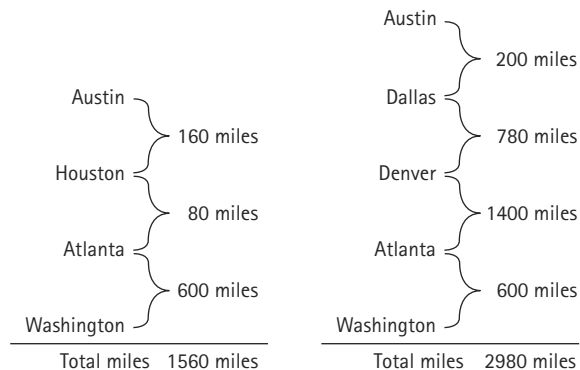 Austin
160 miles
Houston
80 miles
Atlanta
600 miles
Washington
Total miles 1560 miles
Austin
200 miles
Dallas
780 miles
Denver
1400 miles
Atlanta
600 miles
Washington
Total miles 2980 miles